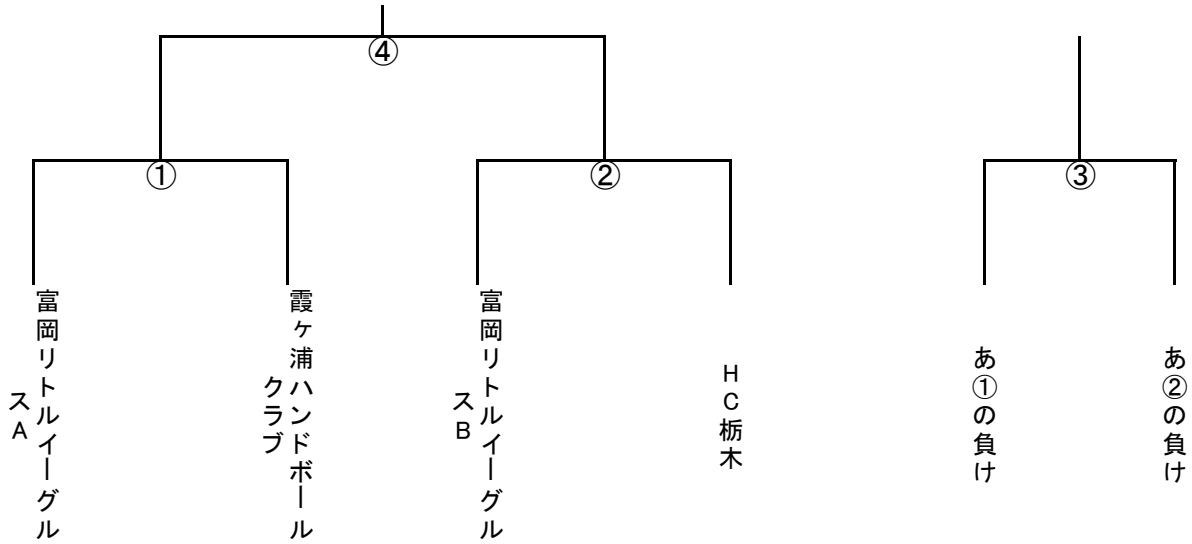 ④
①
②
③
富岡リトルイーグル
スA
霞ヶ浦ハンドボール
クラブ
富岡リトルイーグル
スB
HC栃木
あ①の負け
あ②の負け